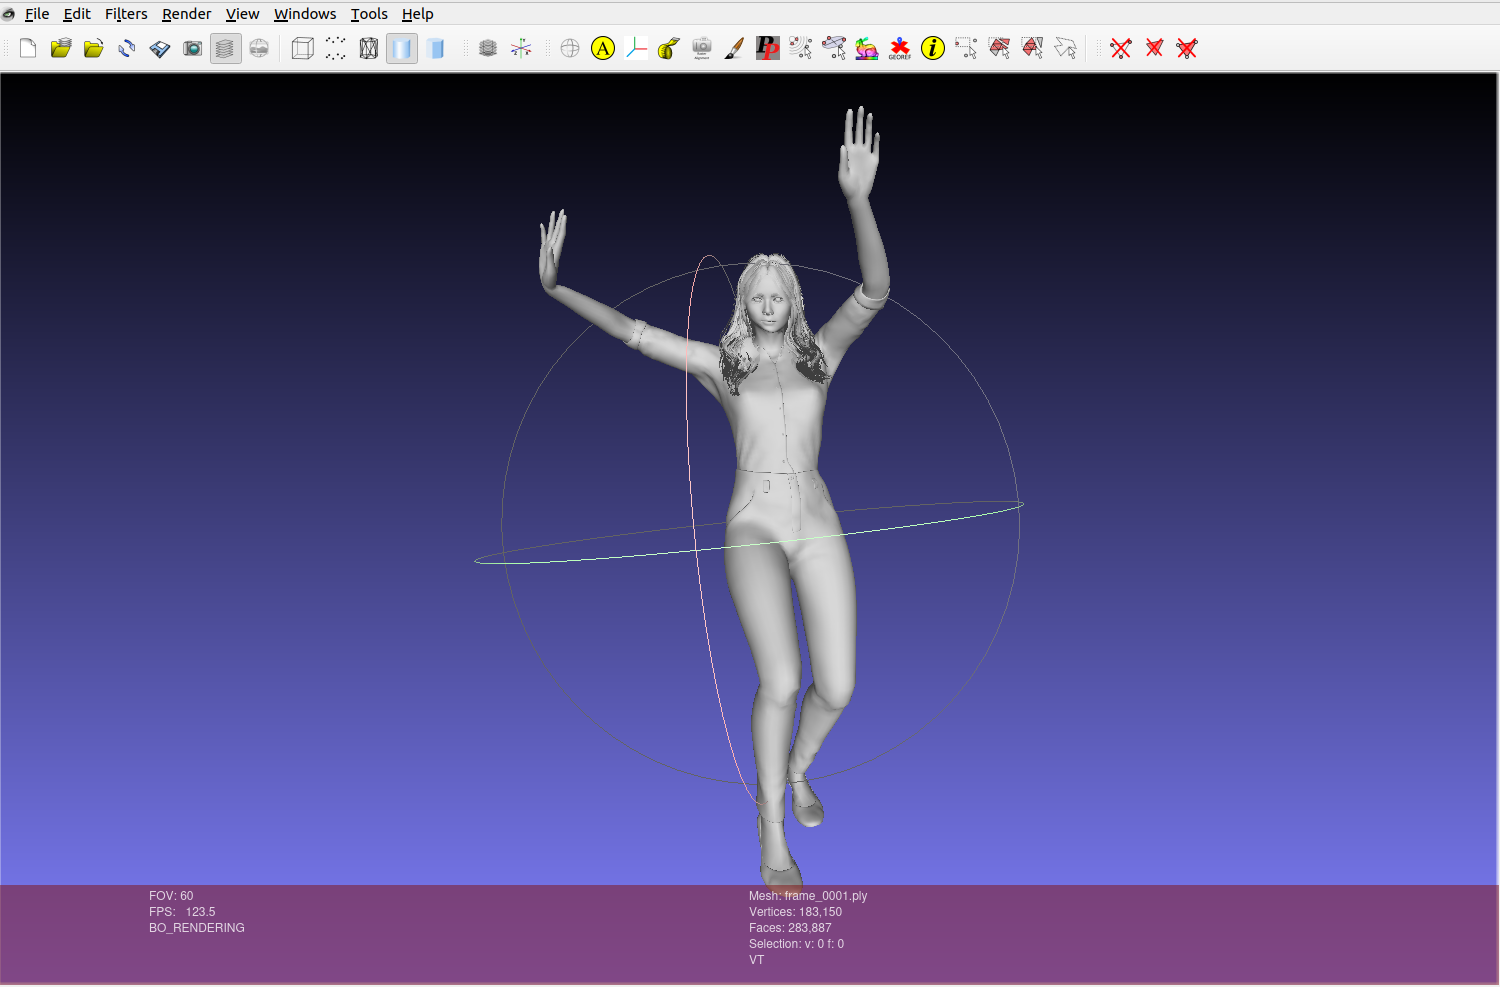 File Edit Filters Render View Windows Tools Help
A
PP
GEOREF
i
FOV: 60
FPS: 123.5
BO_RENDERING
Mesh: frame_0001.ply
Vertices: 183,150
Faces: 283,887
Selection: v: 0 f: 0
VT